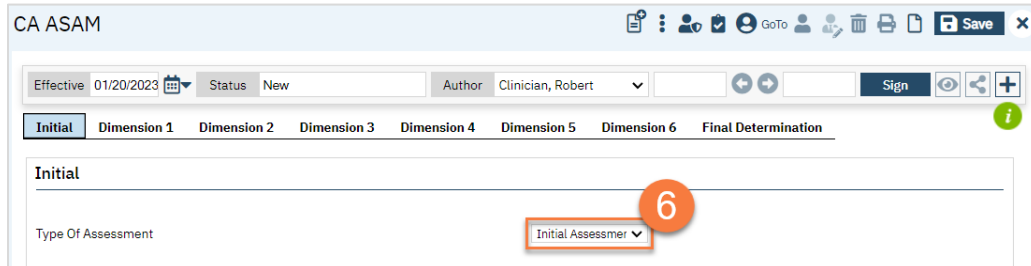 CA ASAM GoTo Save
Effective 01/20/2023 Status New Author Clinician, Robert Sign
Initial Dimension 1 Dimension 2 Dimension 3 Dimension 4 Dimension 5 Dimension 6 Final Determination
i
Initial
6
Type Of Assessment Initial Assessmer